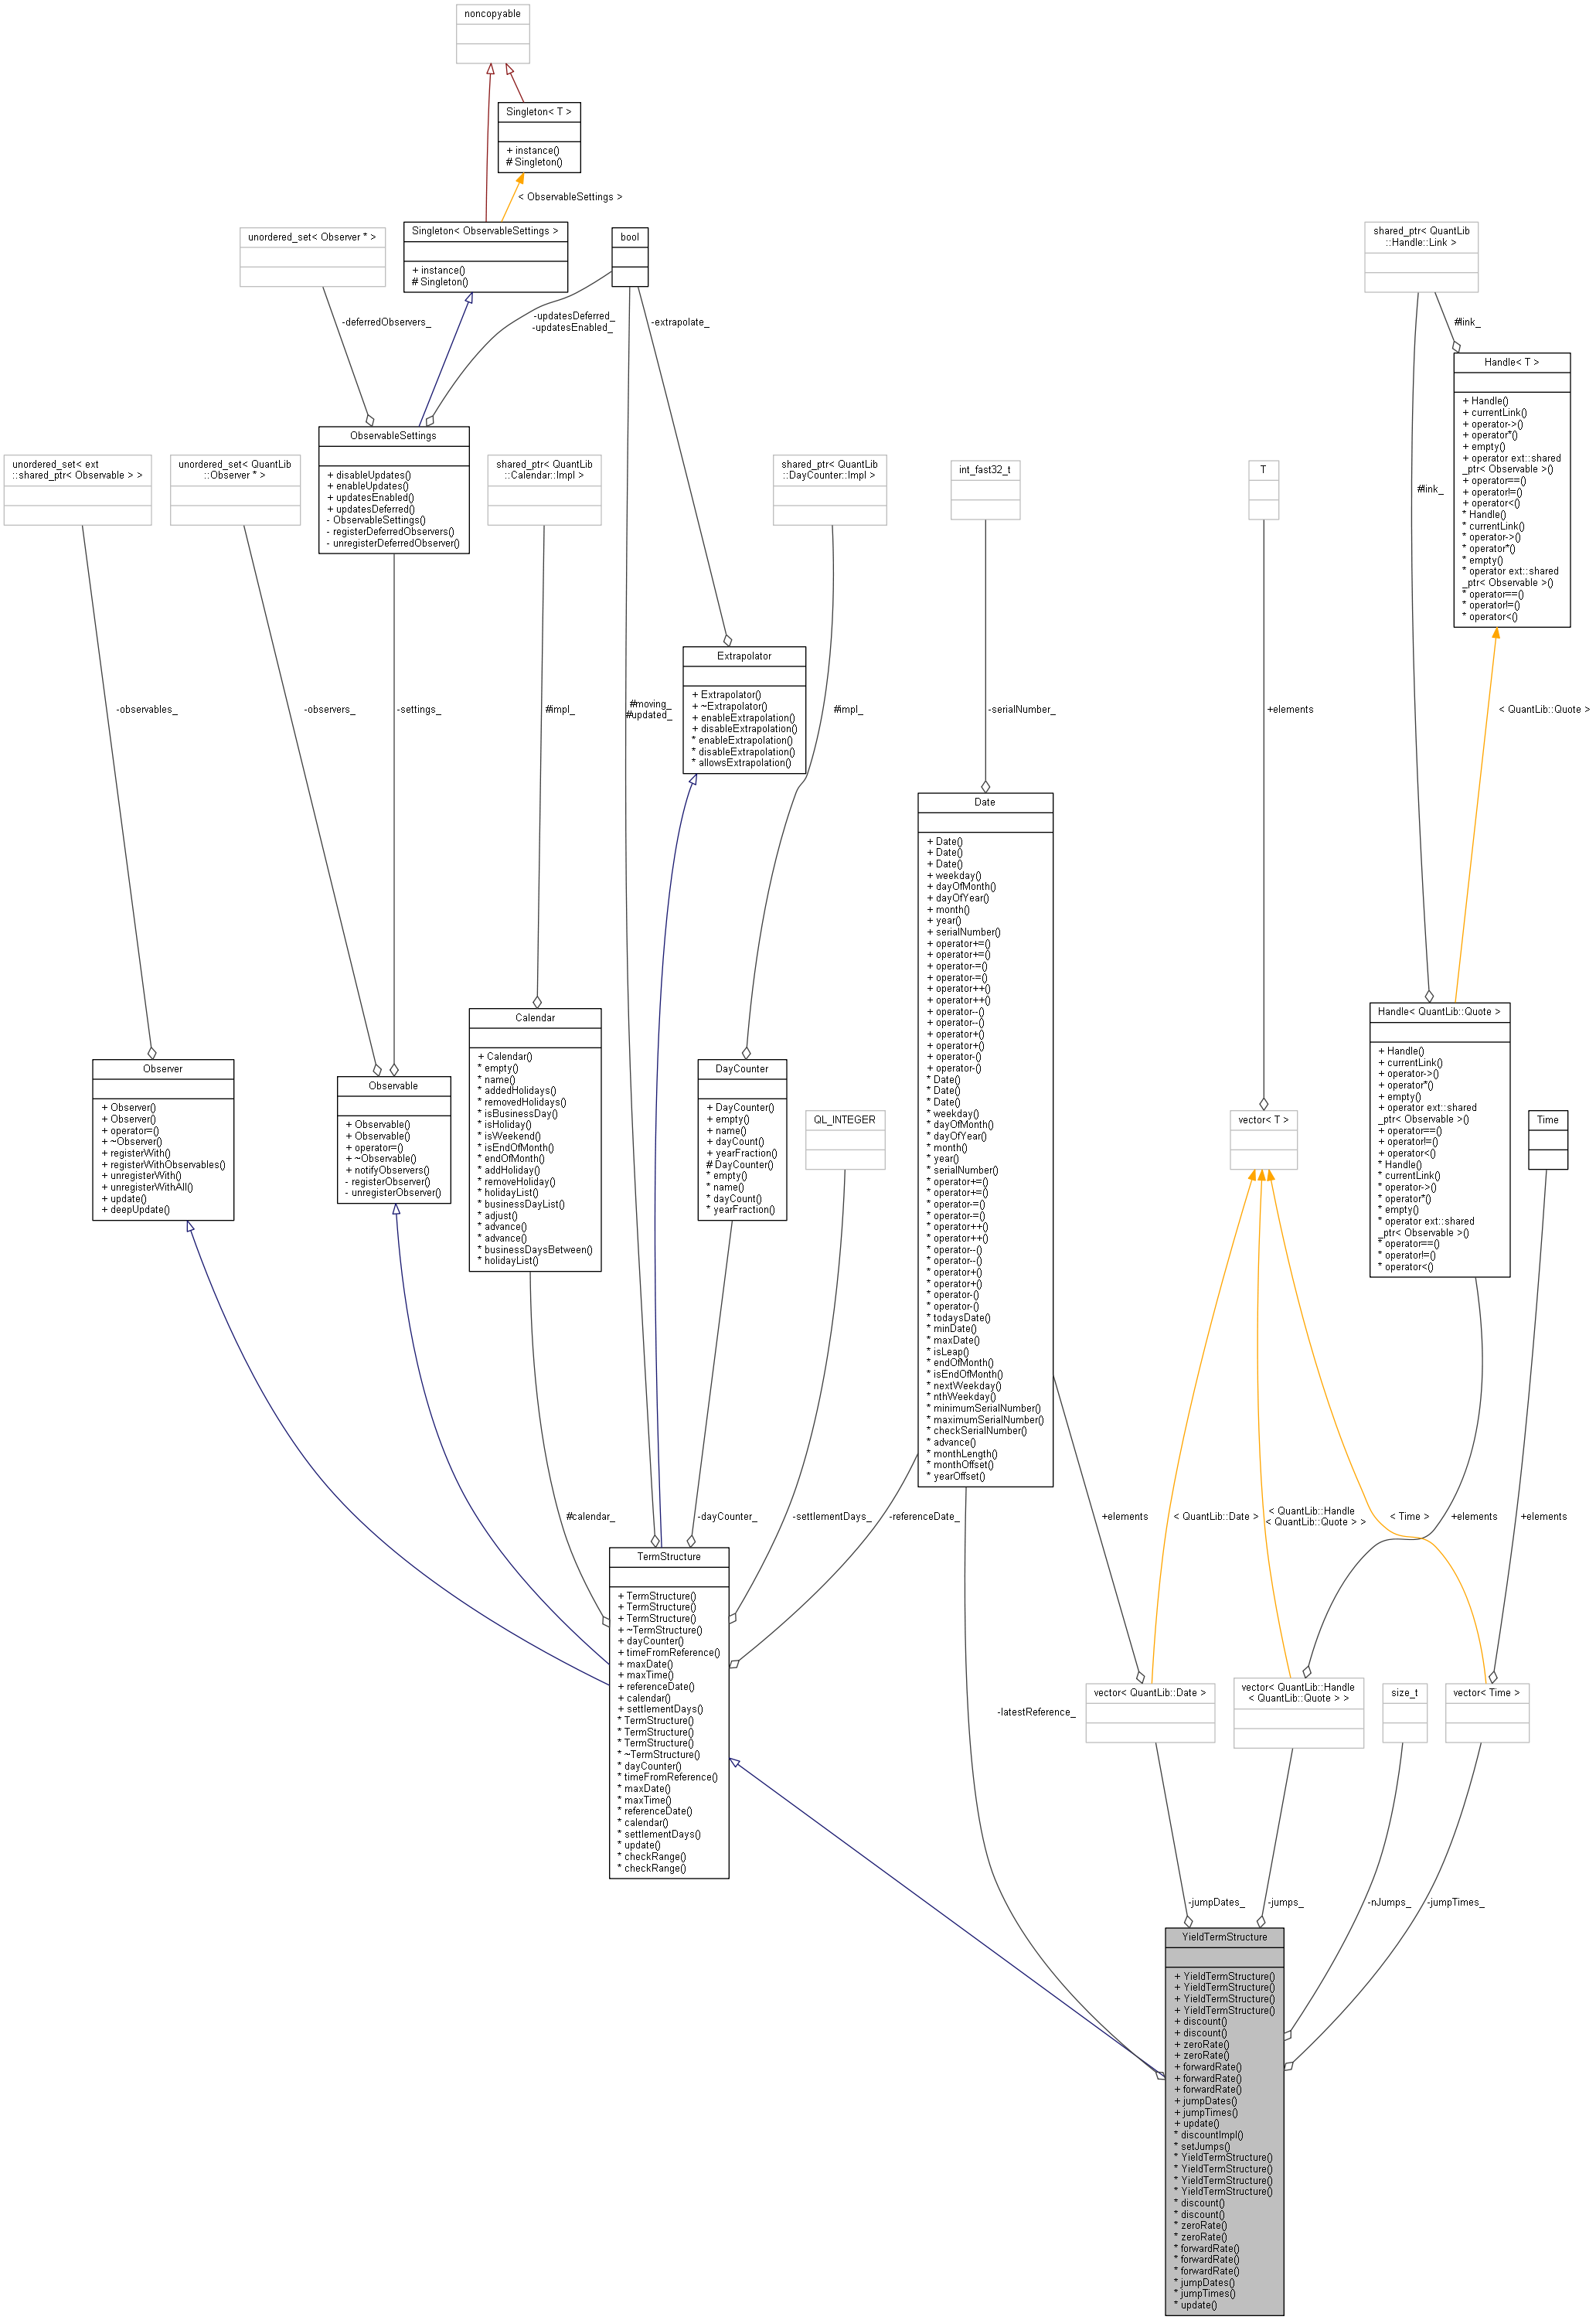 noncopyable
Singleton< T >
+ instance()
# Singleton()
< ObservableSettings >
unordered_set< Observer * >
Singleton< ObservableSettings >
+ instance()
# Singleton()
bool
shared_ptr< QuantLib
::Handle::Link >
-deferredObservers_
-updatesDeferred_
-updatesEnabled_
-extrapolate_
#link_
Handle< T >
+ Handle()
+ currentLink()
+ operator->()
+ operator*()
+ empty()
+ operator ext::shared
_ptr< Observable >()
+ operator==()
+ operator!=()
+ operator<()
* Handle()
* currentLink()
* operator->()
* operator*()
* empty()
* operator ext::shared
_ptr< Observable >()
* operator==()
* operator!=()
* operator<()
unordered_set< ext
::shared_ptr< Observable > >
unordered_set< QuantLib
::Observer * >
ObservableSettings
+ disableUpdates()
+ enableUpdates()
+ updatesEnabled()
+ updatesDeferred()
- ObservableSettings()
- registerDeferredObservers()
- unregisterDeferredObserver()
shared_ptr< QuantLib
::Calendar::Impl >
shared_ptr< QuantLib
::DayCounter::Impl >
int_fast32_t
T
#link_
Extrapolator
+ Extrapolator()
+ ~Extrapolator()
+ enableExtrapolation()
+ disableExtrapolation()
* enableExtrapolation()
* disableExtrapolation()
* allowsExtrapolation()
-observables_
-observers_
-settings_
#impl_
#moving_
#updated_
#impl_
-serialNumber_
+elements
< QuantLib::Quote >
Date
+ Date()
+ Date()
+ Date()
+ weekday()
+ dayOfMonth()
+ dayOfYear()
+ month()
+ year()
+ serialNumber()
+ operator+=()
+ operator+=()
+ operator-=()
+ operator-=()
+ operator++()
+ operator++()
+ operator--()
+ operator--()
+ operator+()
+ operator+()
+ operator-()
+ operator-()
* Date()
* Date()
* Date()
* weekday()
* dayOfMonth()
* dayOfYear()
* month()
* year()
* serialNumber()
* operator+=()
* operator+=()
* operator-=()
* operator-=()
* operator++()
* operator++()
* operator--()
* operator--()
* operator+()
* operator+()
* operator-()
* operator-()
* todaysDate()
* minDate()
* maxDate()
* isLeap()
* endOfMonth()
* isEndOfMonth()
* nextWeekday()
* nthWeekday()
* minimumSerialNumber()
* maximumSerialNumber()
* checkSerialNumber()
* advance()
* monthLength()
* monthOffset()
* yearOffset()
Observer
+ Observer()
+ Observer()
+ operator=()
+ ~Observer()
+ registerWith()
+ registerWithObservables()
+ unregisterWith()
+ unregisterWithAll()
+ update()
+ deepUpdate()
Observable
+ Observable()
+ Observable()
+ operator=()
+ ~Observable()
+ notifyObservers()
- registerObserver()
- unregisterObserver()
Calendar
+ Calendar()
* empty()
* name()
* addedHolidays()
* removedHolidays()
* isBusinessDay()
* isHoliday()
* isWeekend()
* isEndOfMonth()
* endOfMonth()
* addHoliday()
* removeHoliday()
* holidayList()
* businessDayList()
* adjust()
* advance()
* advance()
* businessDaysBetween()
* holidayList()
DayCounter
+ DayCounter()
+ empty()
+ name()
+ dayCount()
+ yearFraction()
# DayCounter()
* empty()
* name()
* dayCount()
* yearFraction()
QL_INTEGER
vector< T >
Handle< QuantLib::Quote >
+ Handle()
+ currentLink()
+ operator->()
+ operator*()
+ empty()
+ operator ext::shared
_ptr< Observable >()
+ operator==()
+ operator!=()
+ operator<()
* Handle()
* currentLink()
* operator->()
* operator*()
* empty()
* operator ext::shared
_ptr< Observable >()
* operator==()
* operator!=()
* operator<()
Time
#calendar_
-dayCounter_
-settlementDays_
-referenceDate_
+elements
< QuantLib::Date >
< QuantLib::Handle
< QuantLib::Quote > >
< Time >
+elements
+elements
TermStructure
+ TermStructure()
+ TermStructure()
+ TermStructure()
+ ~TermStructure()
+ dayCounter()
+ timeFromReference()
+ maxDate()
+ maxTime()
+ referenceDate()
+ calendar()
+ settlementDays()
* TermStructure()
* TermStructure()
* TermStructure()
* ~TermStructure()
* dayCounter()
* timeFromReference()
* maxDate()
* maxTime()
* referenceDate()
* calendar()
* settlementDays()
* update()
* checkRange()
* checkRange()
-latestReference_
vector< QuantLib::Date >
vector< QuantLib::Handle
< QuantLib::Quote > >
size_t
vector< Time >
-jumpDates_
-jumps_
-nJumps_
-jumpTimes_
YieldTermStructure
+ YieldTermStructure()
+ YieldTermStructure()
+ YieldTermStructure()
+ YieldTermStructure()
+ discount()
+ discount()
+ zeroRate()
+ zeroRate()
+ forwardRate()
+ forwardRate()
+ forwardRate()
+ jumpDates()
+ jumpTimes()
+ update()
* discountImpl()
* setJumps()
* YieldTermStructure()
* YieldTermStructure()
* YieldTermStructure()
* YieldTermStructure()
* discount()
* discount()
* zeroRate()
* zeroRate()
* forwardRate()
* forwardRate()
* forwardRate()
* jumpDates()
* jumpTimes()
* update()